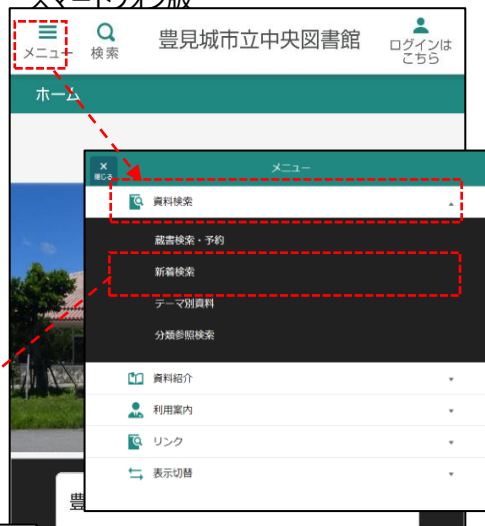 スマートフォン版
メニュー
検索
豊見城市立中央図書館
ログインは
こちら
ホーム
×
閉じる
メニュー
資料検索
蔵書検索・予約
新着検索
テーマ別資料
分類参照検索
資料紹介
利用案内
リンク
表示切替
豊